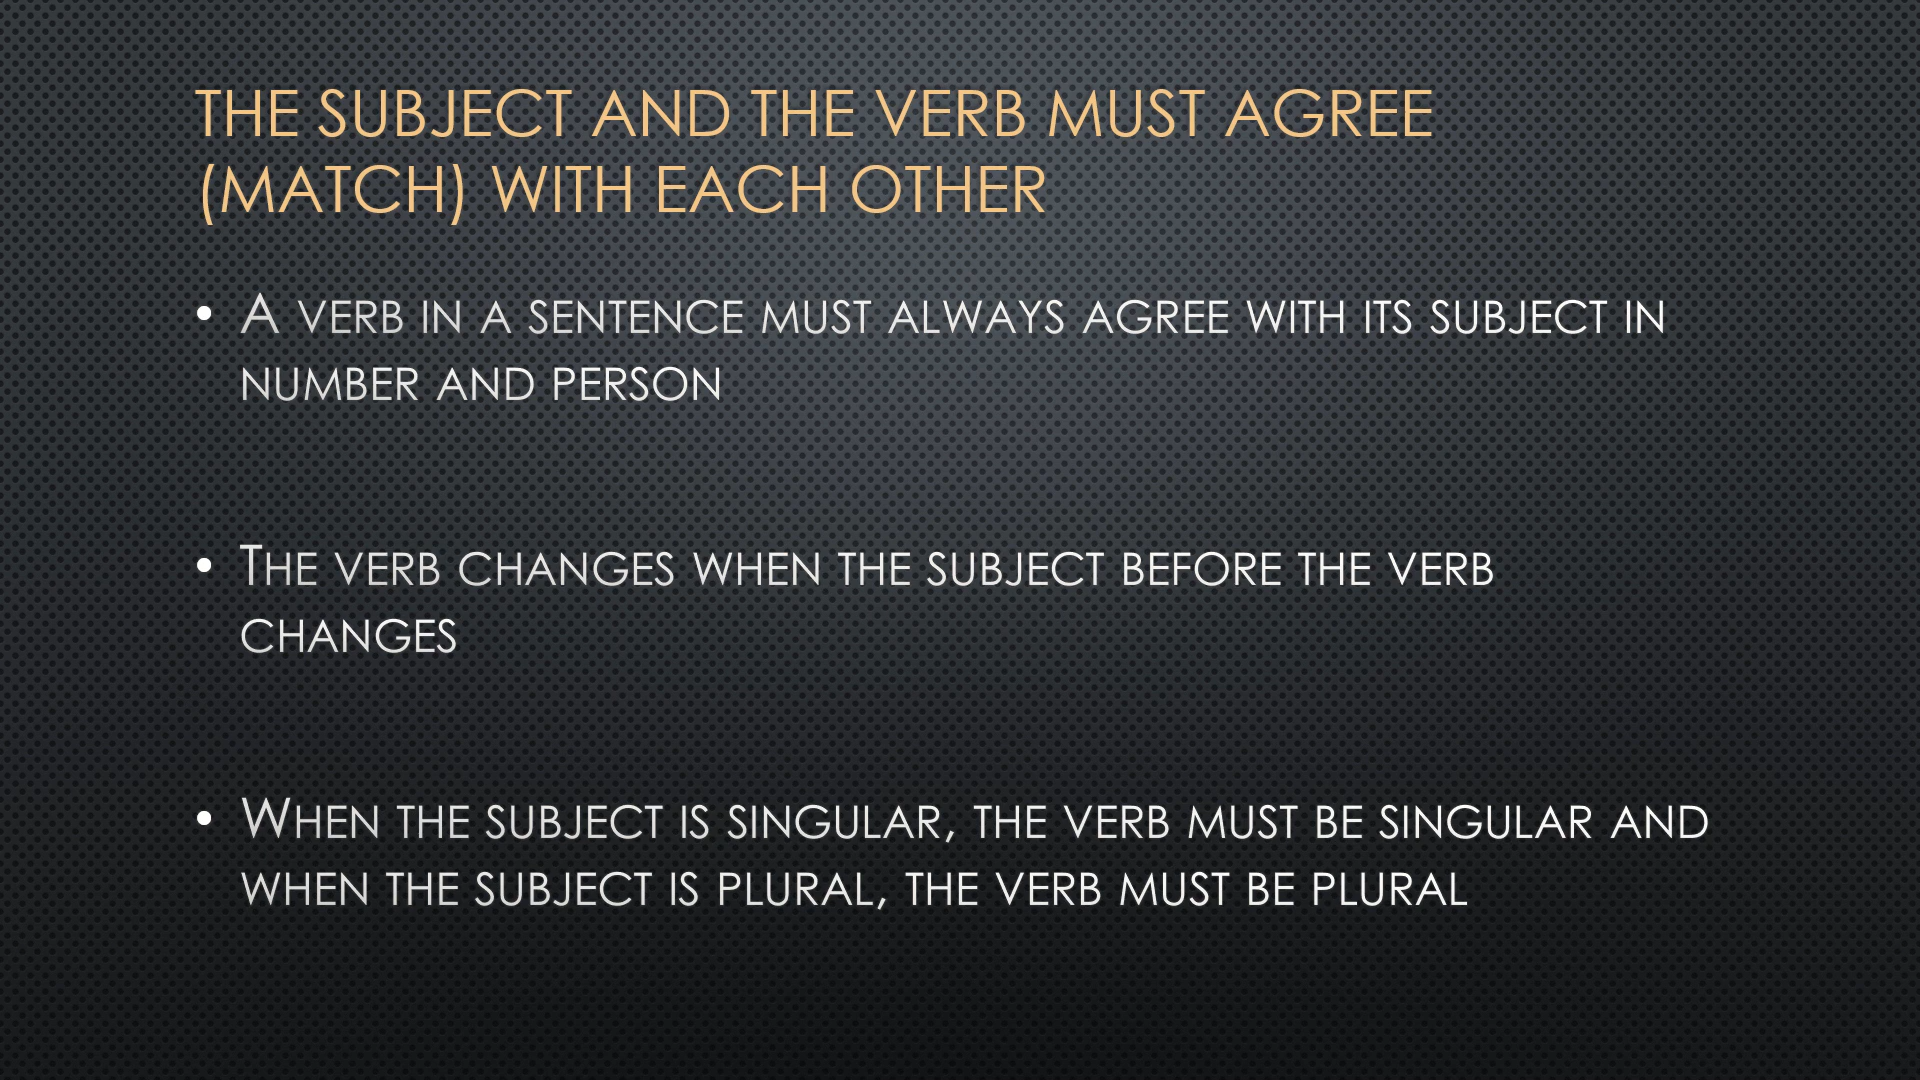 THE SUBJECT AND THE VERB MUST AGREE
(MATCH) WITH EACH OTHER
• A VERB IN A SENTENCE MUST ALWAYS AGREE WITH ITS SUBJECT IN
NUMBER AND PERSON
• THE VERB CHANGES WHEN THE SUBJECT BEFORE THE VERB
CHANGES
• WHEN THE SUBJECT IS SINGULAR, THE VERB MUST BE SINGULAR AND
WHEN THE SUBJECT IS PLURAL, THE VERB MUST BE PLURAL